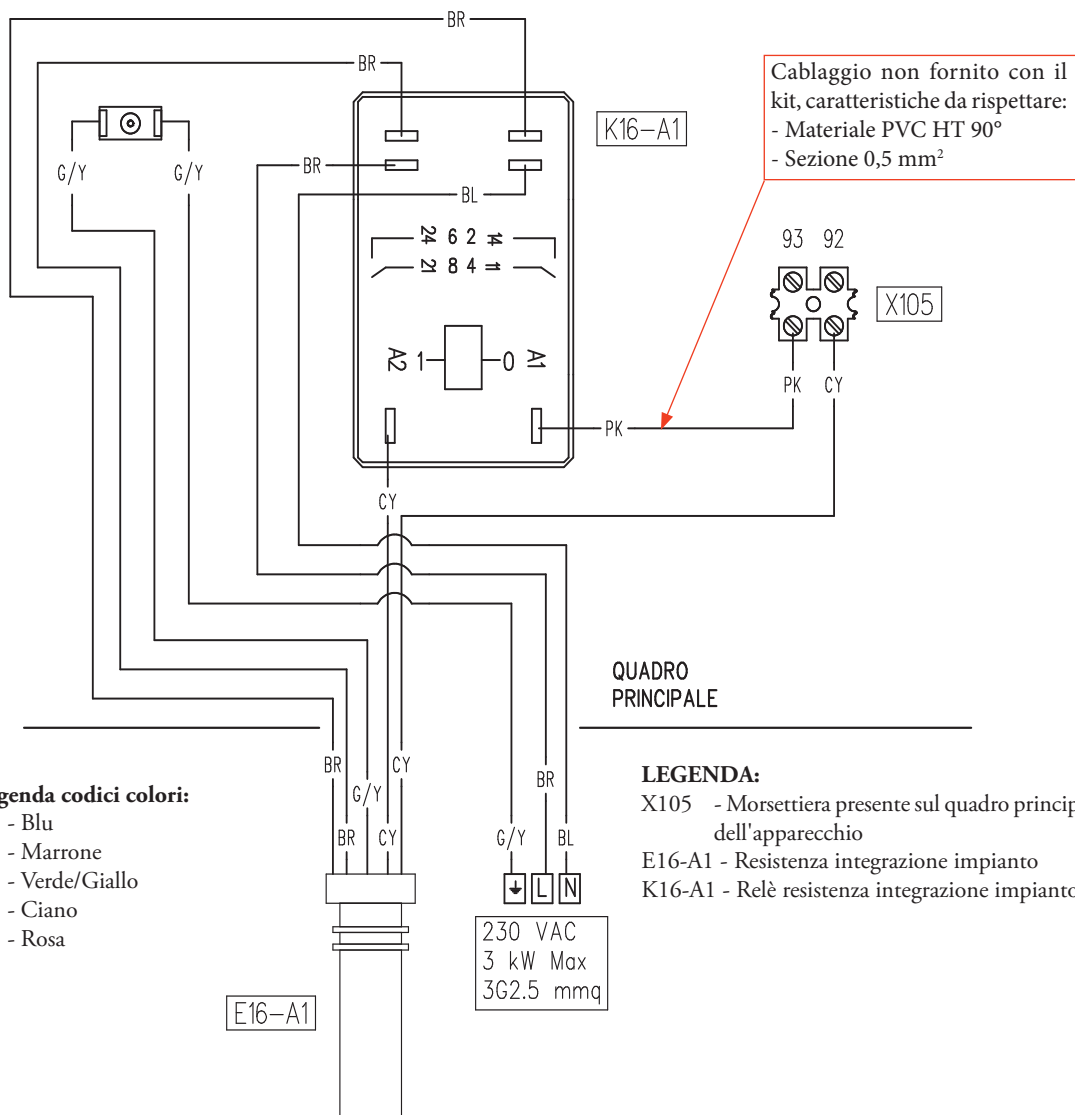 BR
BR
Cablaggio non fornito con il
kit, caratteristiche da rispettare:
- Materiale PVC HT 90°
- Sezione 0,5 mm²
K16-A1
G/Y
G/Y
BR
BL
24 6 2 14
21 8 4 11
93 92
X105
A2 1 0 A1
PK CY
PK
CY
QUADRO
PRINCIPALE
BR
CY
G/Y
BR
CY
BR
G/Y
BL
genda codici colori:
- Blu
- Marrone
- Verde/Giallo
- Ciano
- Rosa
LEGENDA:
X105 - Morsettiera presente sul quadro princip
dell'apparecchio
E16-A1 - Resistenza integrazione impianto
K16-A1 - Relè resistenza integrazione impianto
L N
230 VAC
3 kW Max
3G2.5 mmq
E16-A1